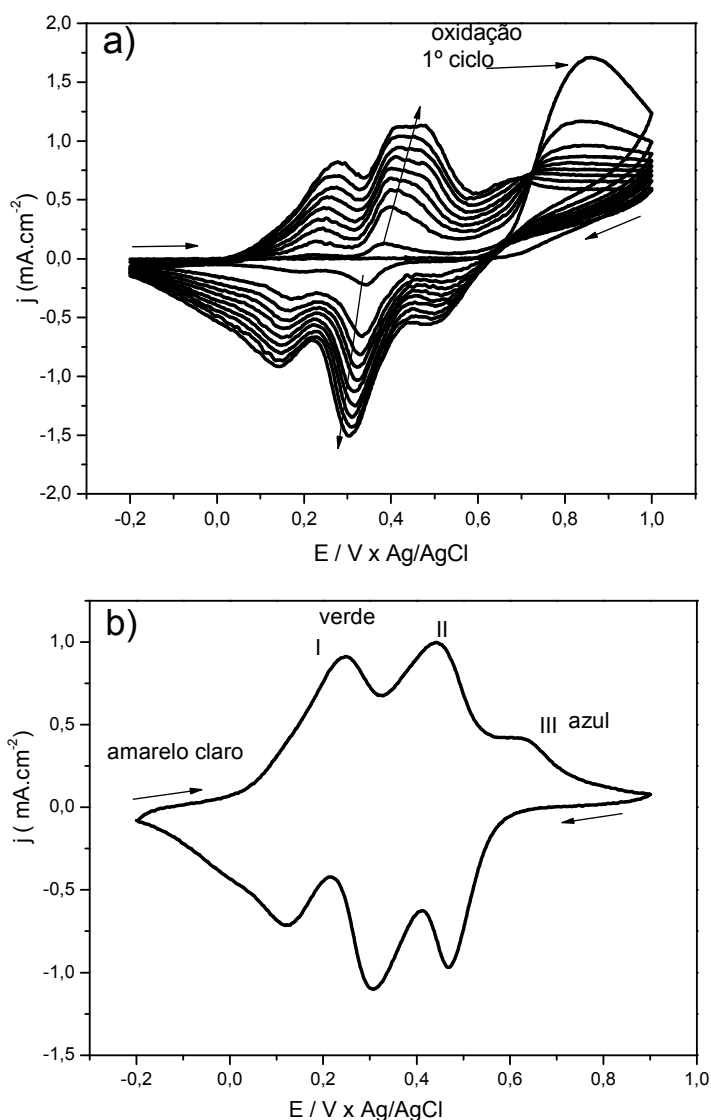 a)
oxidação
1º ciclo
2,0
1,5
1,0
0,5
0,0
-0,5
-1,0
-1,5
-2,0
j (mA.cm-2)
-0,2 0,0 0,2 0,4 0,6 0,8 1,0
E / V x Ag/AgCl
b)
verde
I II
III azul
amarelo claro
1,0
0,5
0,0
-0,5
-1,0
-1,5
j ( mA.cm-2)
-0,2 0,0 0,2 0,4 0,6 0,8 1,0
E / V x Ag/AgCl